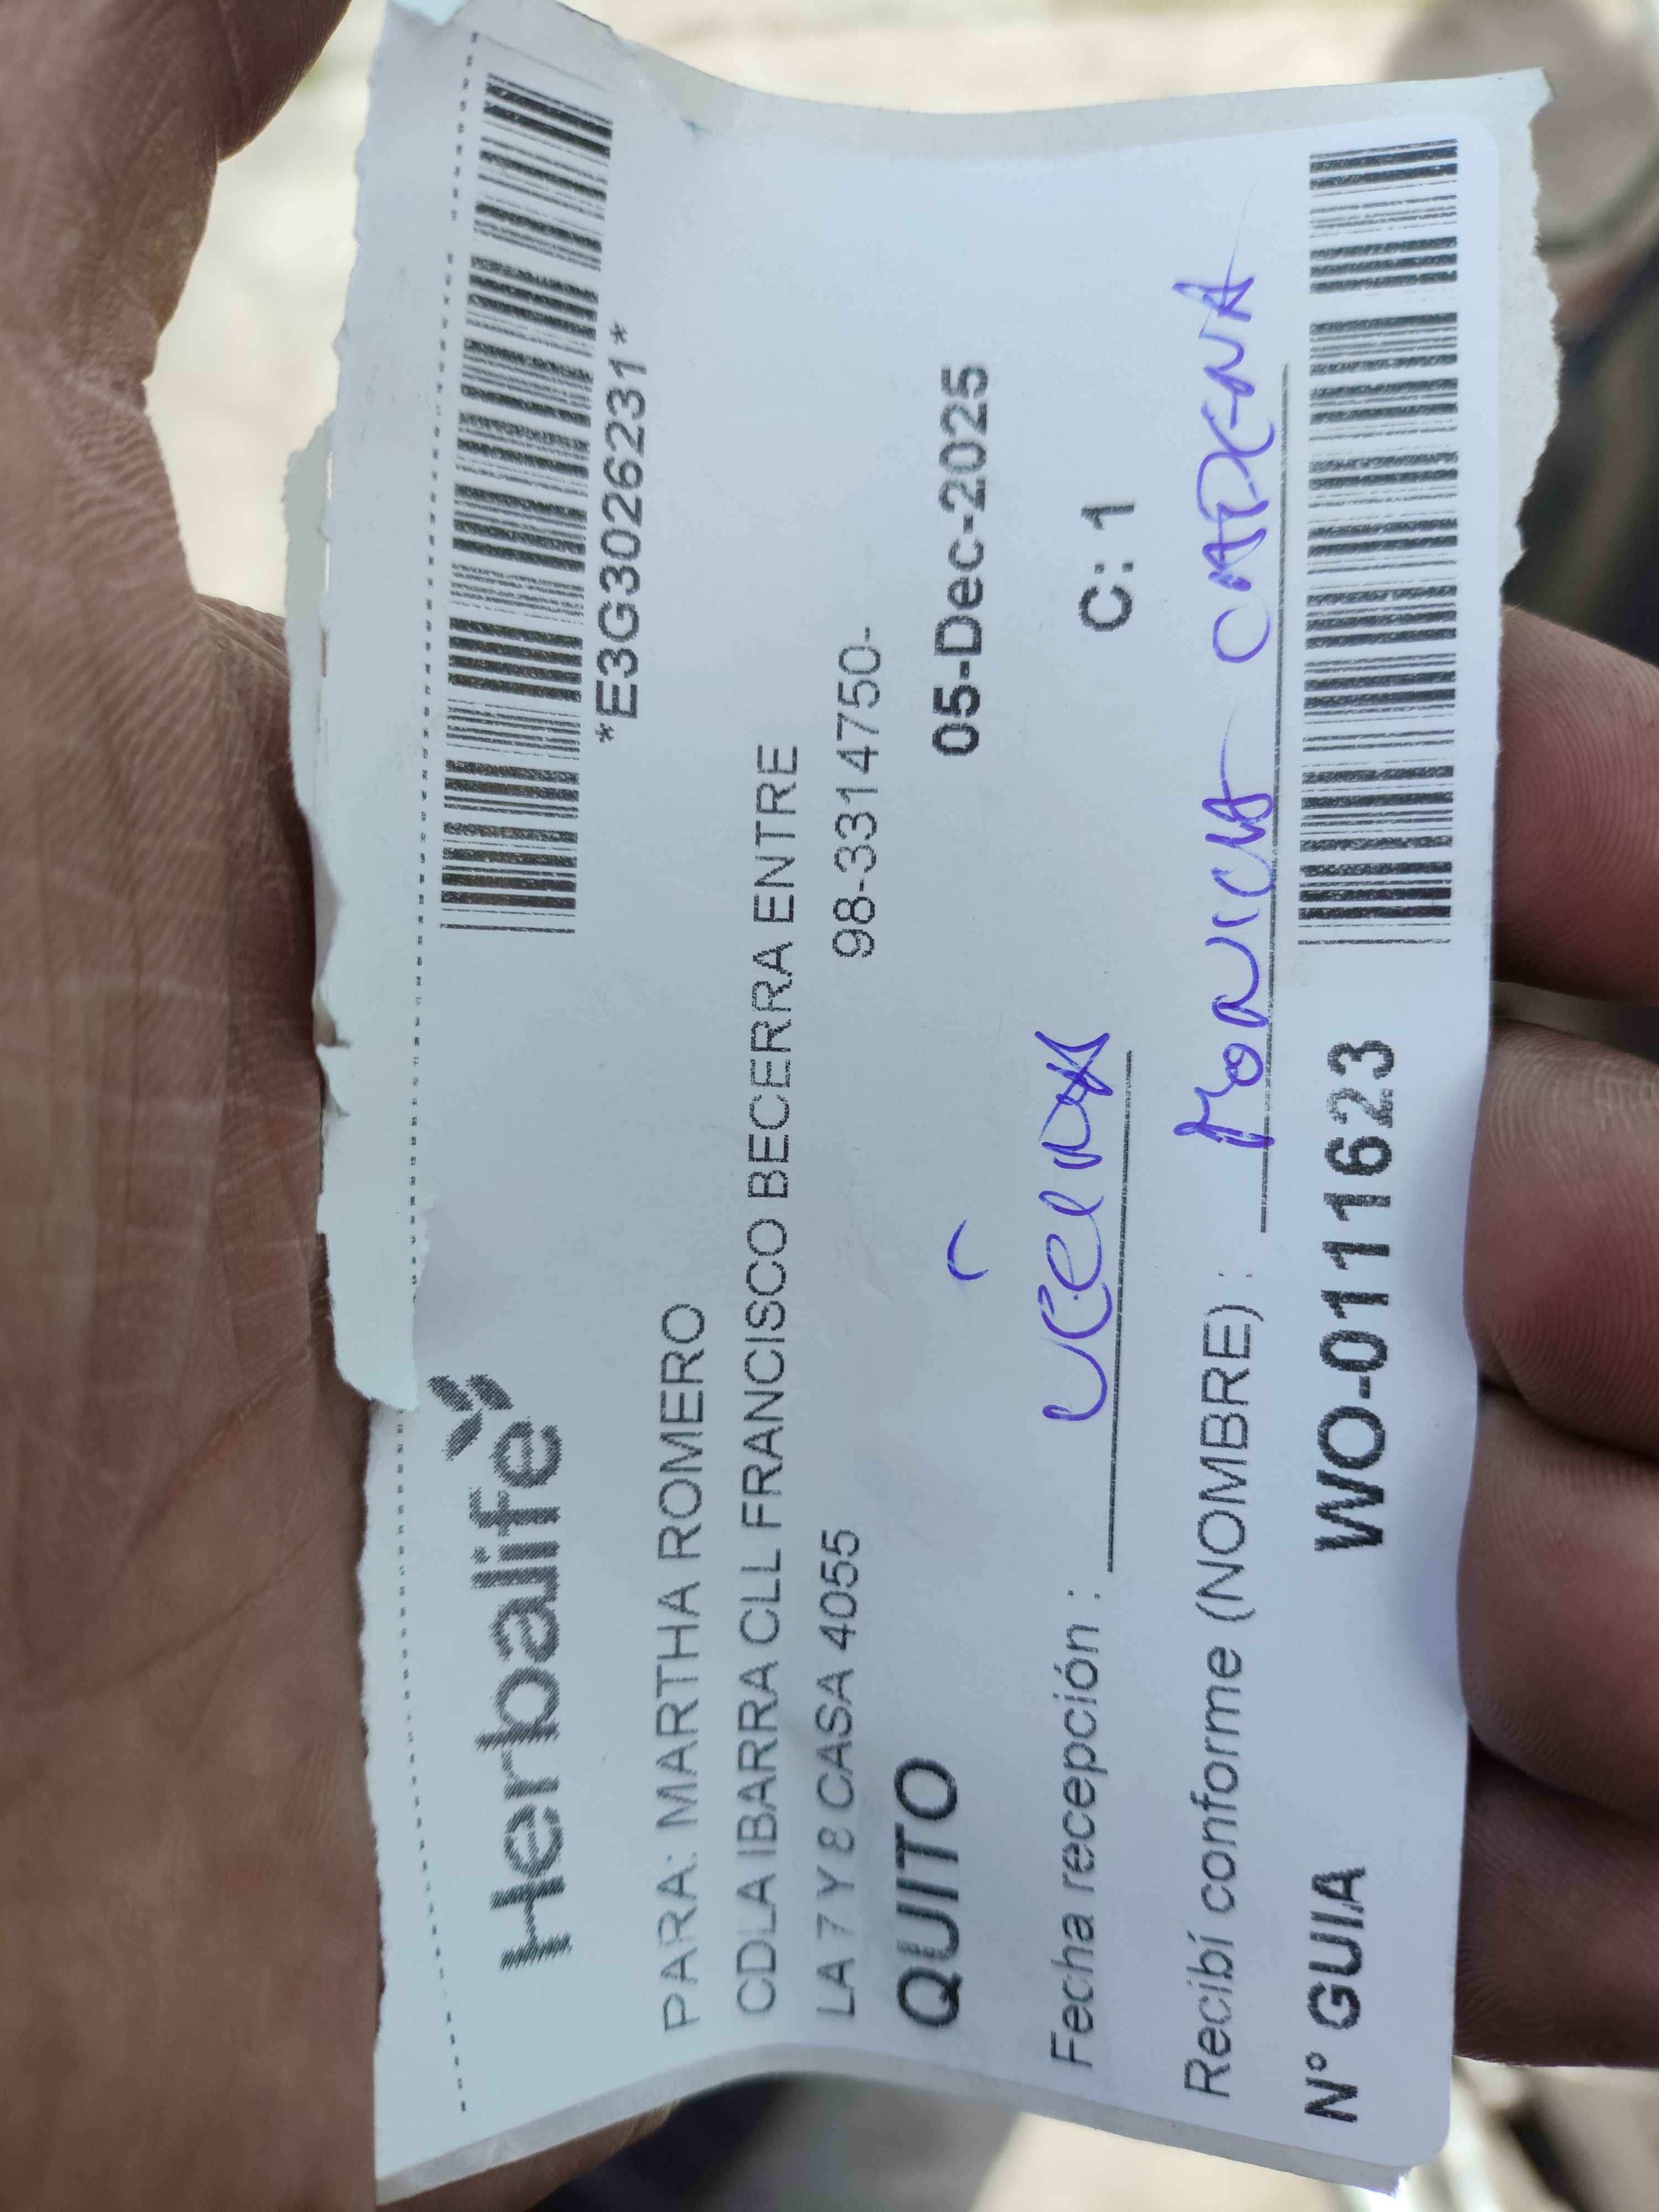 Herbalife
*E3G3026231*
PARA: MARTHA ROMERO
CDLA IBARRA CLL FRANCISCO BECERRA ENTRE
LA 7 Y 8 CASA 4055 98-3314750-
QUITO 05-Dec-2025
Fecha recepción :
C: 1
Recibí conforme (NOMBRE) : MONICA
N° GUIA WO-0111623